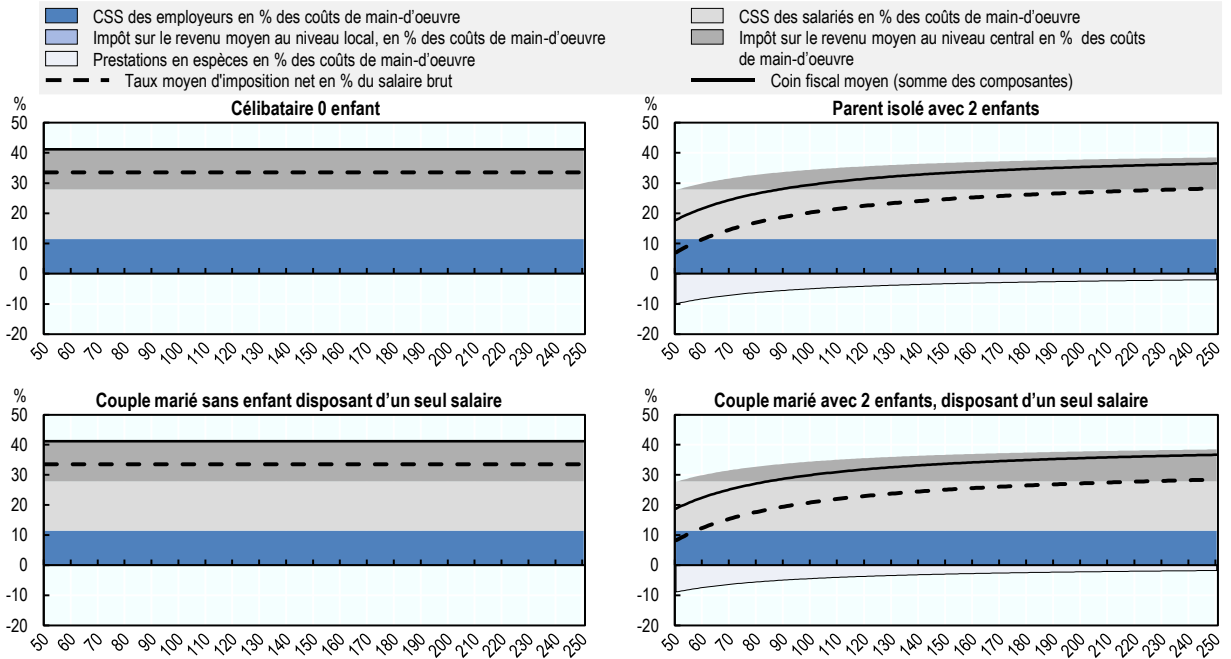 CSS des employeurs en % des coûts de main-d'oeuvre
CSS des salariés en % des coûts de main-d'oeuvre
Impôt sur le revenu moyen au niveau local, en % des coûts de main-d'oeuvre
Impôt sur le revenu moyen au niveau central en % des coûts
de main-d'oeuvre
Prestations en espèces en % des coûts de main-d'oeuvre
Taux moyen d'imposition net en % du salaire brut
Coin fiscal moyen (somme des composantes)
%
Célibataire 0 enfant
50
40
30
20
10
0
-10
-20
50 60 70 80 90 100 110 120 130 140 150 160 170 180 190 200 210 220 230 240 250
%
Parent isolé avec 2 enfants
50
40
30
20
10
0
-10
-20
50 60 70 80 90 100 110 120 130 140 150 160 170 180 190 200 210 220 230 240 250
%
Couple marié sans enfant disposant d’un seul salaire
50
40
30
20
10
0
-10
-20
50 60 70 80 90 100 110 120 130 140 150 160 170 180 190 200 210 220 230 240 250
%
Couple marié avec 2 enfants, disposant d’un seul salaire
50
40
30
20
10
0
-10
-20
50 60 70 80 90 100 110 120 130 140 150 160 170 180 190 200 210 220 230 240 250